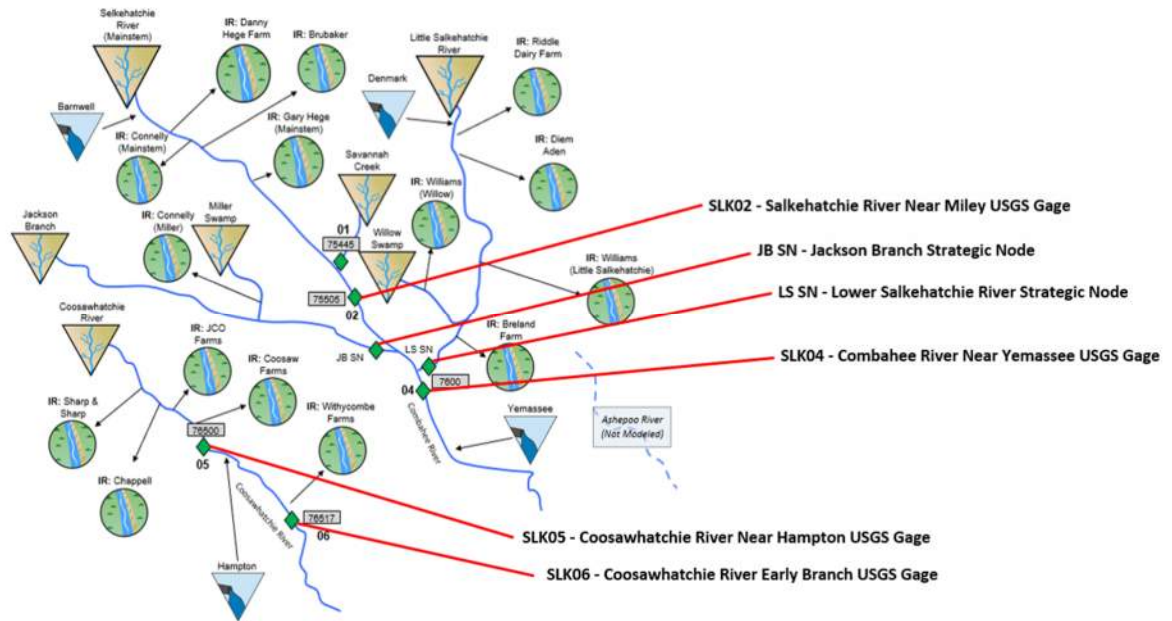 Selkehatchie
River
(Mainstem)
IR: Danny
Hege Farm
IR: Brubaker
Little Salkehatchie
River
IR: Riddle
Dairy Farm
Barnwell
Denmark
IR: Gary Hege
(Mainstem)
IR: Connelly
(Mainstem)
IR: Diem
Aden
Savannah
Creek
IR: Williams
(Willow)
Jackson
Branch
IR: Connelly
(Miller)
Miller
Swamp
01
75445
Willow
Swamp
SLK02 - Salkehatchie River Near Miley USGS Gage
JB SN - Jackson Branch Strategic Node
IR: Williams
(Little Salkehatchie)
LS SN - Lower Salkehatchie River Strategic Node
75505
02
Coosawhatchie
River
IR: JCO
Farms
IR: Coosaw
Farms
JB SN
LS SN
IR: Breland
Farm
SLK04 - Combahee River Near Yemassee USGS Gage
7600
04
IR: Sharp &
Sharp
IR: Withycombe
Farms
Combahee River
Yemassee
Ashepoo River
(Not Modeled)
76500
05
IR: Chappell
Coosawhatchie River
76517
06
SLK05 - Coosawhatchie River Near Hampton USGS Gage
SLK06 - Coosawhatchie River Early Branch USGS Gage
Hampton